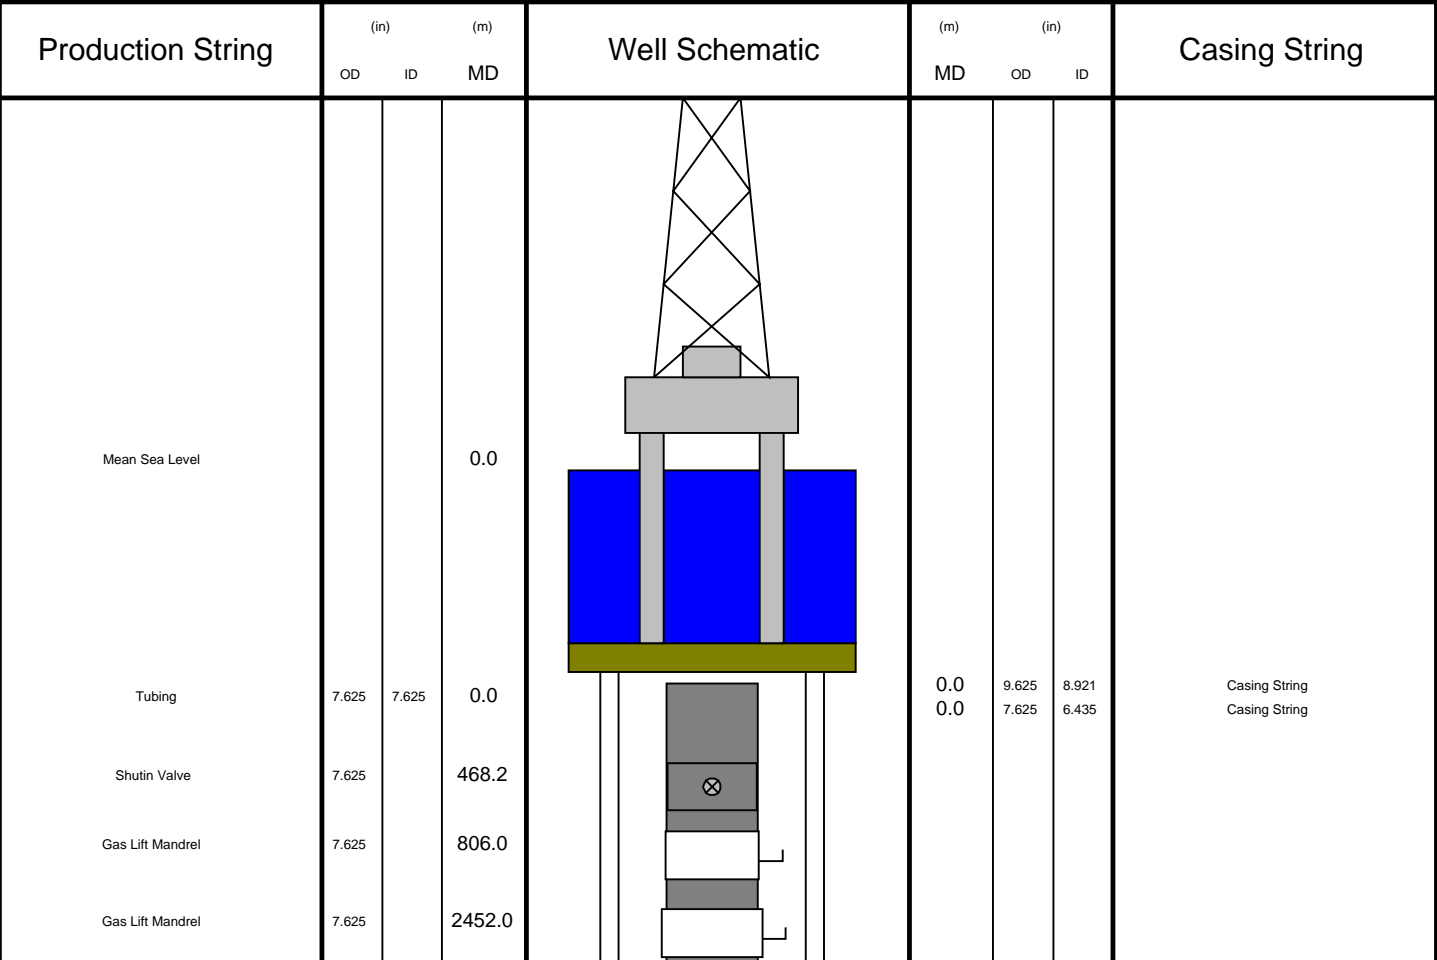 Production String
(in)
(m)
OD ID MD
Well Schematic
(m)
(in)
MD OD ID
Casing String
Mean Sea Level 0.0
Tubing 7.625 7.625 0.0
0.0 9.625 8.921 Casing String
0.0 7.625 6.435 Casing String
Shutin Valve 7.625 468.2
Gas Lift Mandrel 7.625 806.0
Gas Lift Mandrel 7.625 2452.0